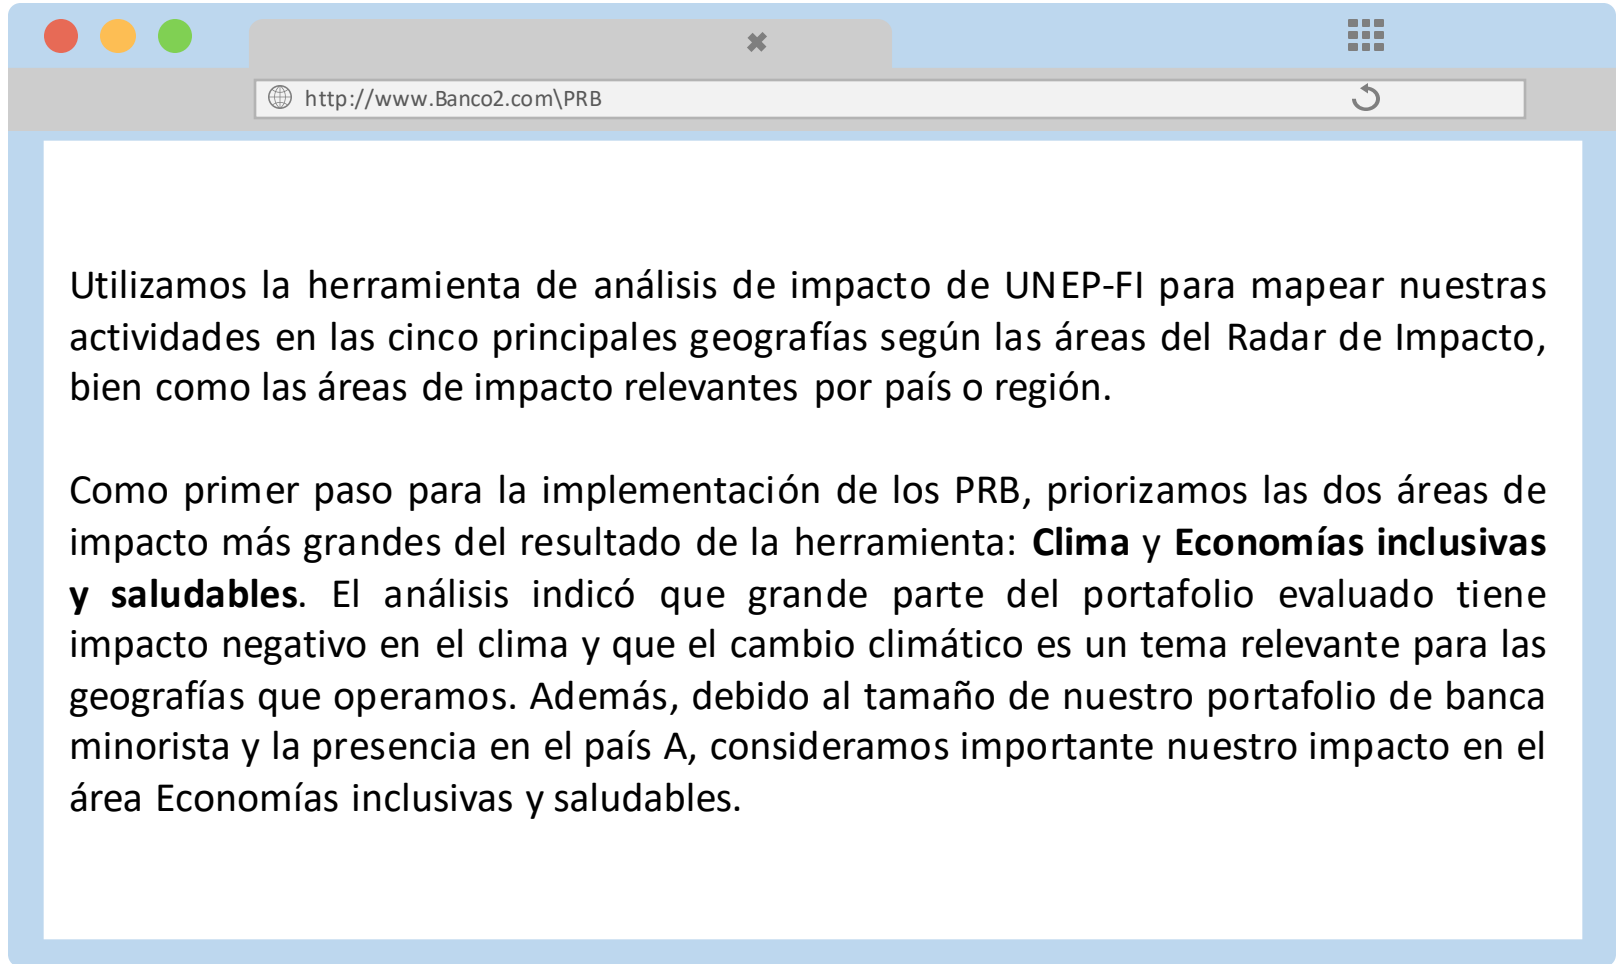 http://www.Banco2.com\PRB
Utilizamos la herramienta de análisis de impacto de UNEP-FI para mapear nuestras
actividades en las cinco principales geografías según las áreas del Radar de Impacto,
bien como las áreas de impacto relevantes por país o región.
Como primer paso para la implementación de los PRB, priorizamos las dos áreas de
impacto más grandes del resultado de la herramienta: Clima y Economías inclusivas
y saludables. El análisis indicó que grande parte del portafolio evaluado tiene
impacto negativo en el clima y que el cambio climático es un tema relevante para las
geografías que operamos. Además, debido al tamaño de nuestro portafolio de banca
minorista y la presencia en el país A, consideramos importante nuestro impacto en el
área Economías inclusivas y saludables.